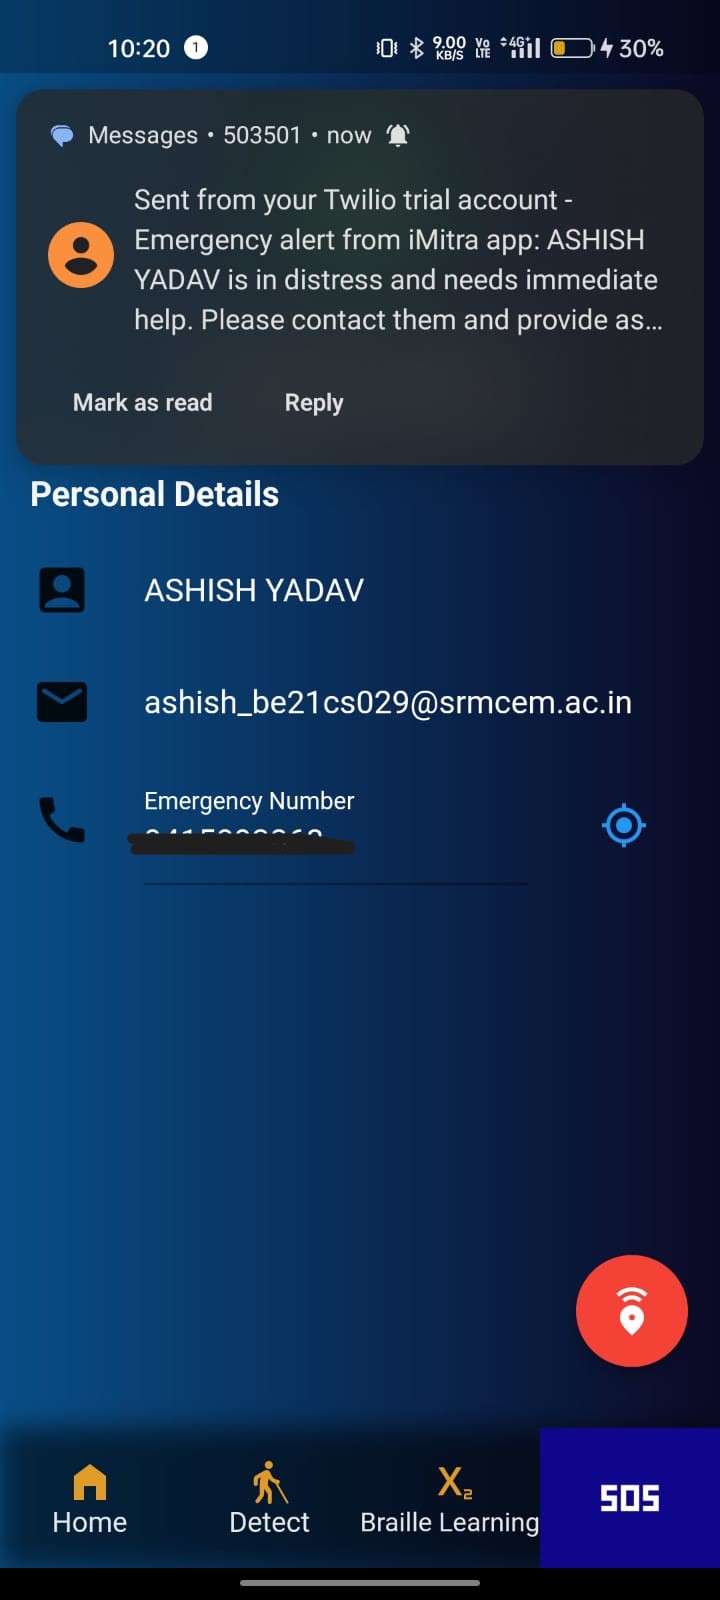 10:20 1 9.00 KB/S Vo LTE 4G+ 30%
Messages • 503501 • now
Sent from your Twilio trial account -
Emergency alert from iMitra app: ASHISH
YADAV is in distress and needs immediate
help. Please contact them and provide as...
Mark as read Reply
Personal Details
ASHISH YADAV
ashish_be21cs029@srmcem.ac.in
Emergency Number
Home Detect X2 Braille Learning SOS